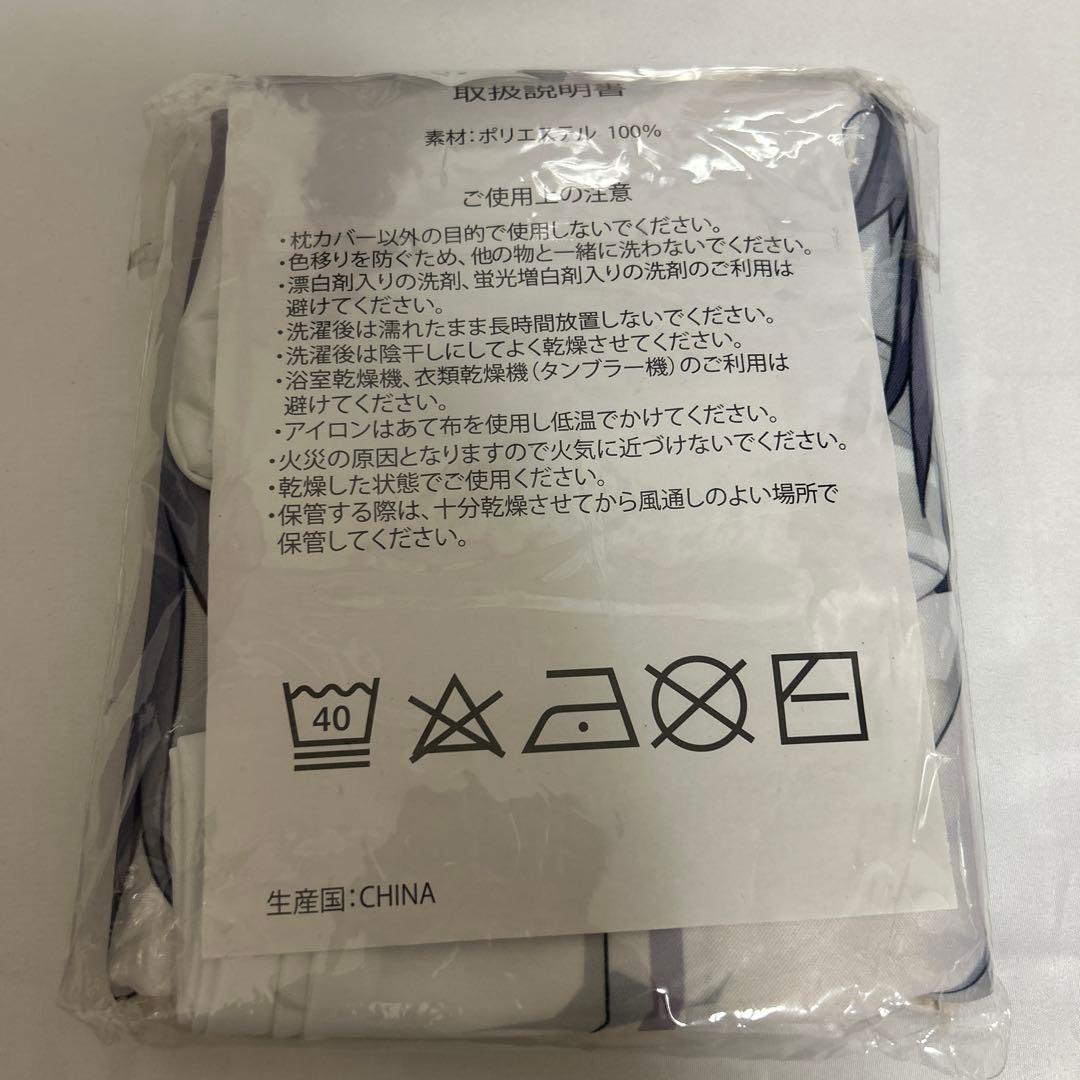 取扱説明書
素材：ポリエステル 100%
ご使用上の注意
・枕カバー以外の目的で使用しないでください。
・色移りを防ぐため、他の物と一緒に洗わないでください。
・漂白剤入りの洗剤、蛍光増白剤入りの洗剤のご利用は
避けてください。
・洗濯後は濡れたまま長時間放置しないでください。
・洗濯後は陰干しにしてよく乾燥させてください。
・浴室乾燥機、衣類乾燥機（タンブラー機）のご利用は
避けてください。
・アイロンはあて布を使用し低温でかけてください。
・火災の原因となりますので火気に近づけないでください。
・乾燥した状態でご使用ください。
・保管する際は、十分乾燥させてから風通しのよい場所で
保管してください。
40
生産国：CHINA